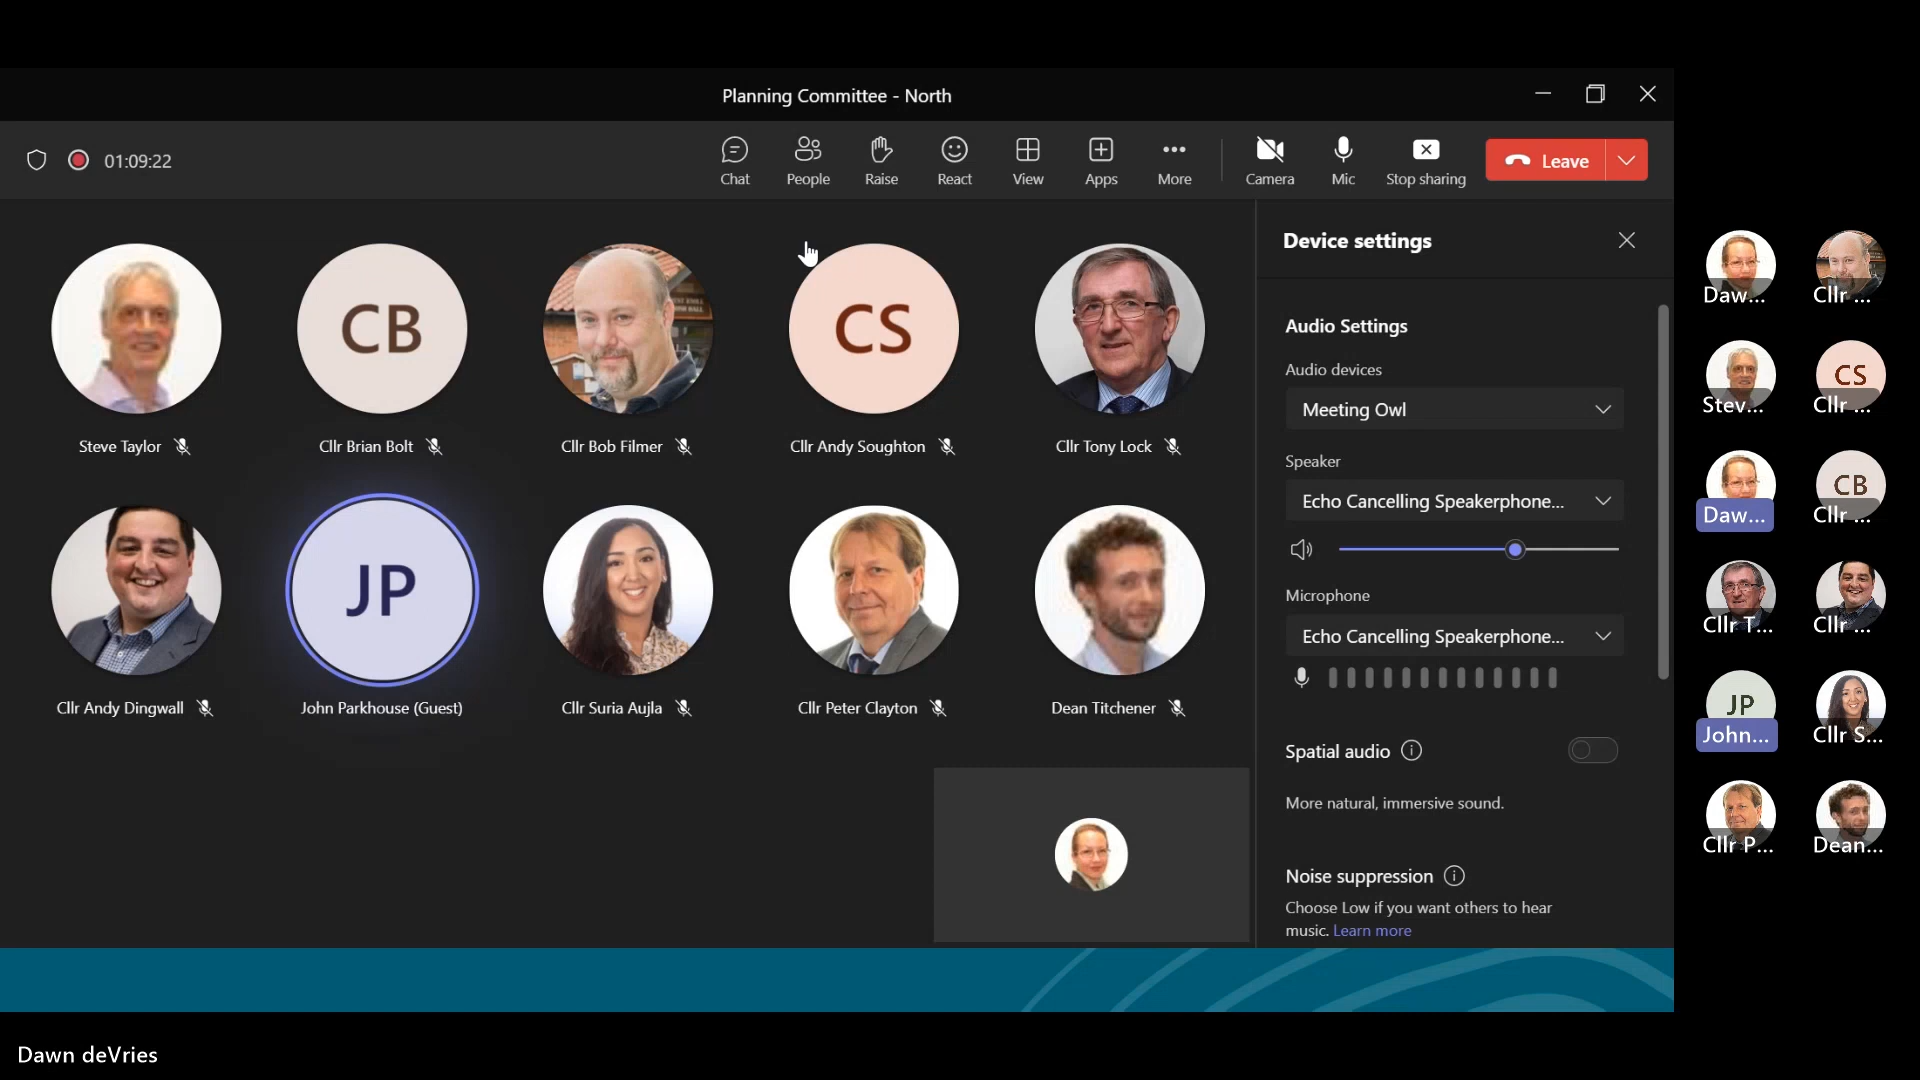 Planning Committee - North
01:09:22
Chat
People
Raise
React
View
Apps
More
Camera
Mic
Stop sharing
Leave
CB
CS
Steve Taylor
Cllr Brian Bolt
Cllr Bob Filmer
Cllr Andy Soughton
Cllr Tony Lock
JP
Cllr Andy Dingwall
John Parkhouse (Guest)
Cllr Suria Aujla
Cllr Peter Clayton
Dean Titchener
Device settings
Audio Settings
Audio devices
Meeting Owl
Speaker
Echo Cancelling Speakerphone...
Microphone
Echo Cancelling Speakerphone...
Spatial audio
More natural, immersive sound.
Noise suppression
Choose Low if you want others to hear
music. Learn more
Daw...
Cllr ...
CS
Stev...
Cllr ...
CB
Daw...
Cllr ...
Cllr T...
Cllr ...
JP
John...
Cllr S...
Cllr P...
Dean...
Dawn deVries